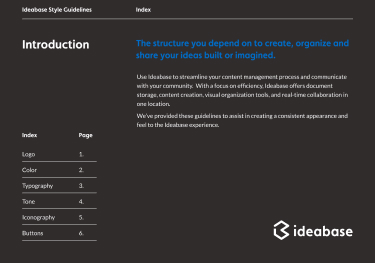 Ideabase Style Guidelines
Index
Introduction
The structure you depend on to create, organize and
share your ideas built or imagined.
Use Ideabase to streamline your content management process and communicate
with your community. With a focus on efficiency, Ideabase offers document
storage, content creation, visual organization tools, and real-time collaboration in
one location.
We've provided these guidelines to assist in creating a consistent appearance and
feel to the Ideabase experience.
Index Page
Logo 1.
Color 2.
Typography 3.
Tone 4.
Iconography 5.
Buttons 6.
ideabase